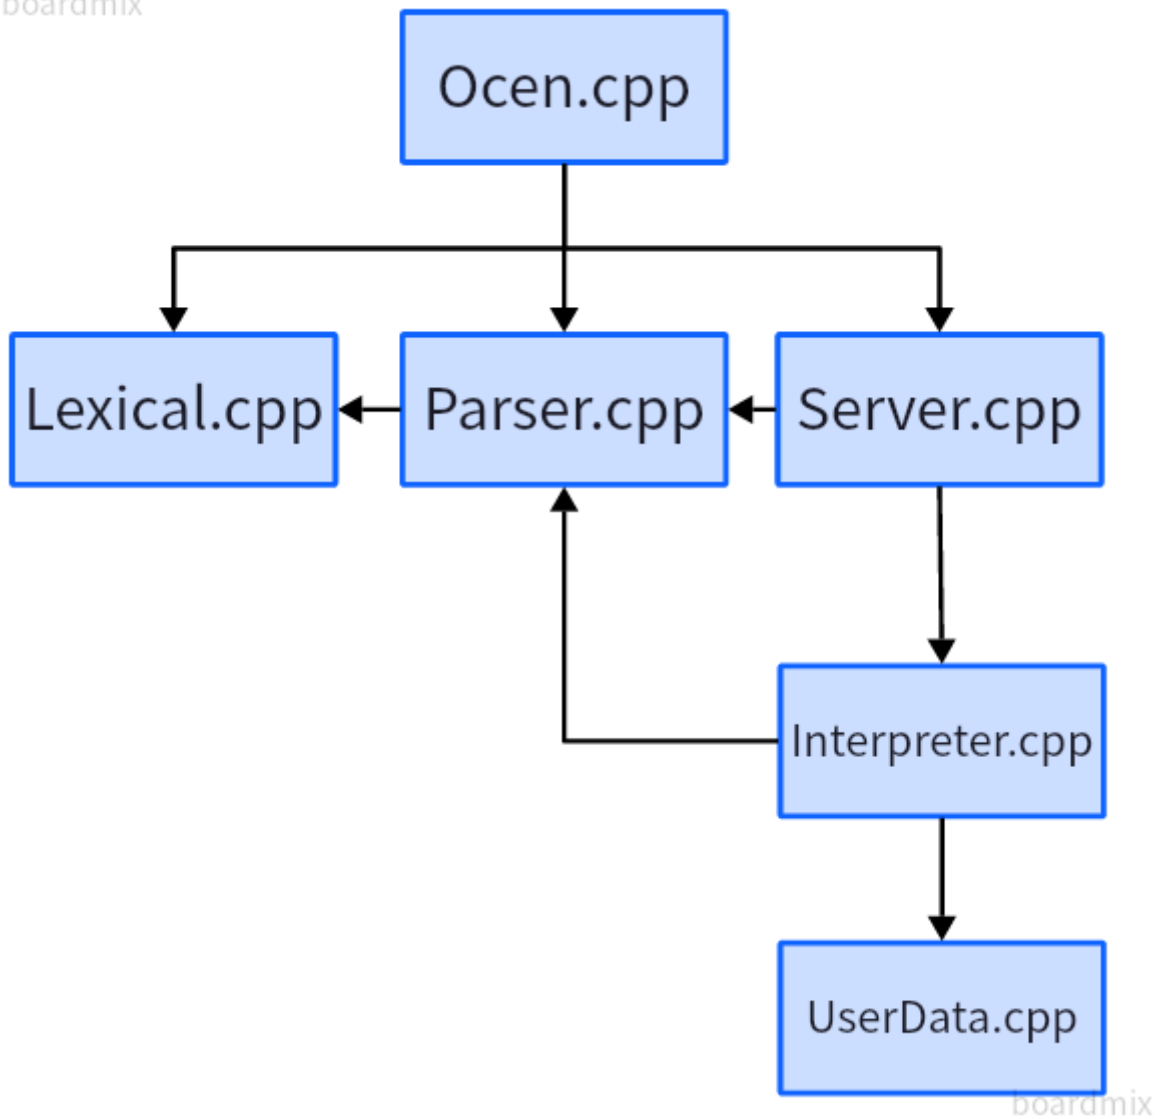 boardmix
Ocen.cpp
Lexical.cpp
Parser.cpp
Server.cpp
Interpreter.cpp
UserData.cpp
boardmix